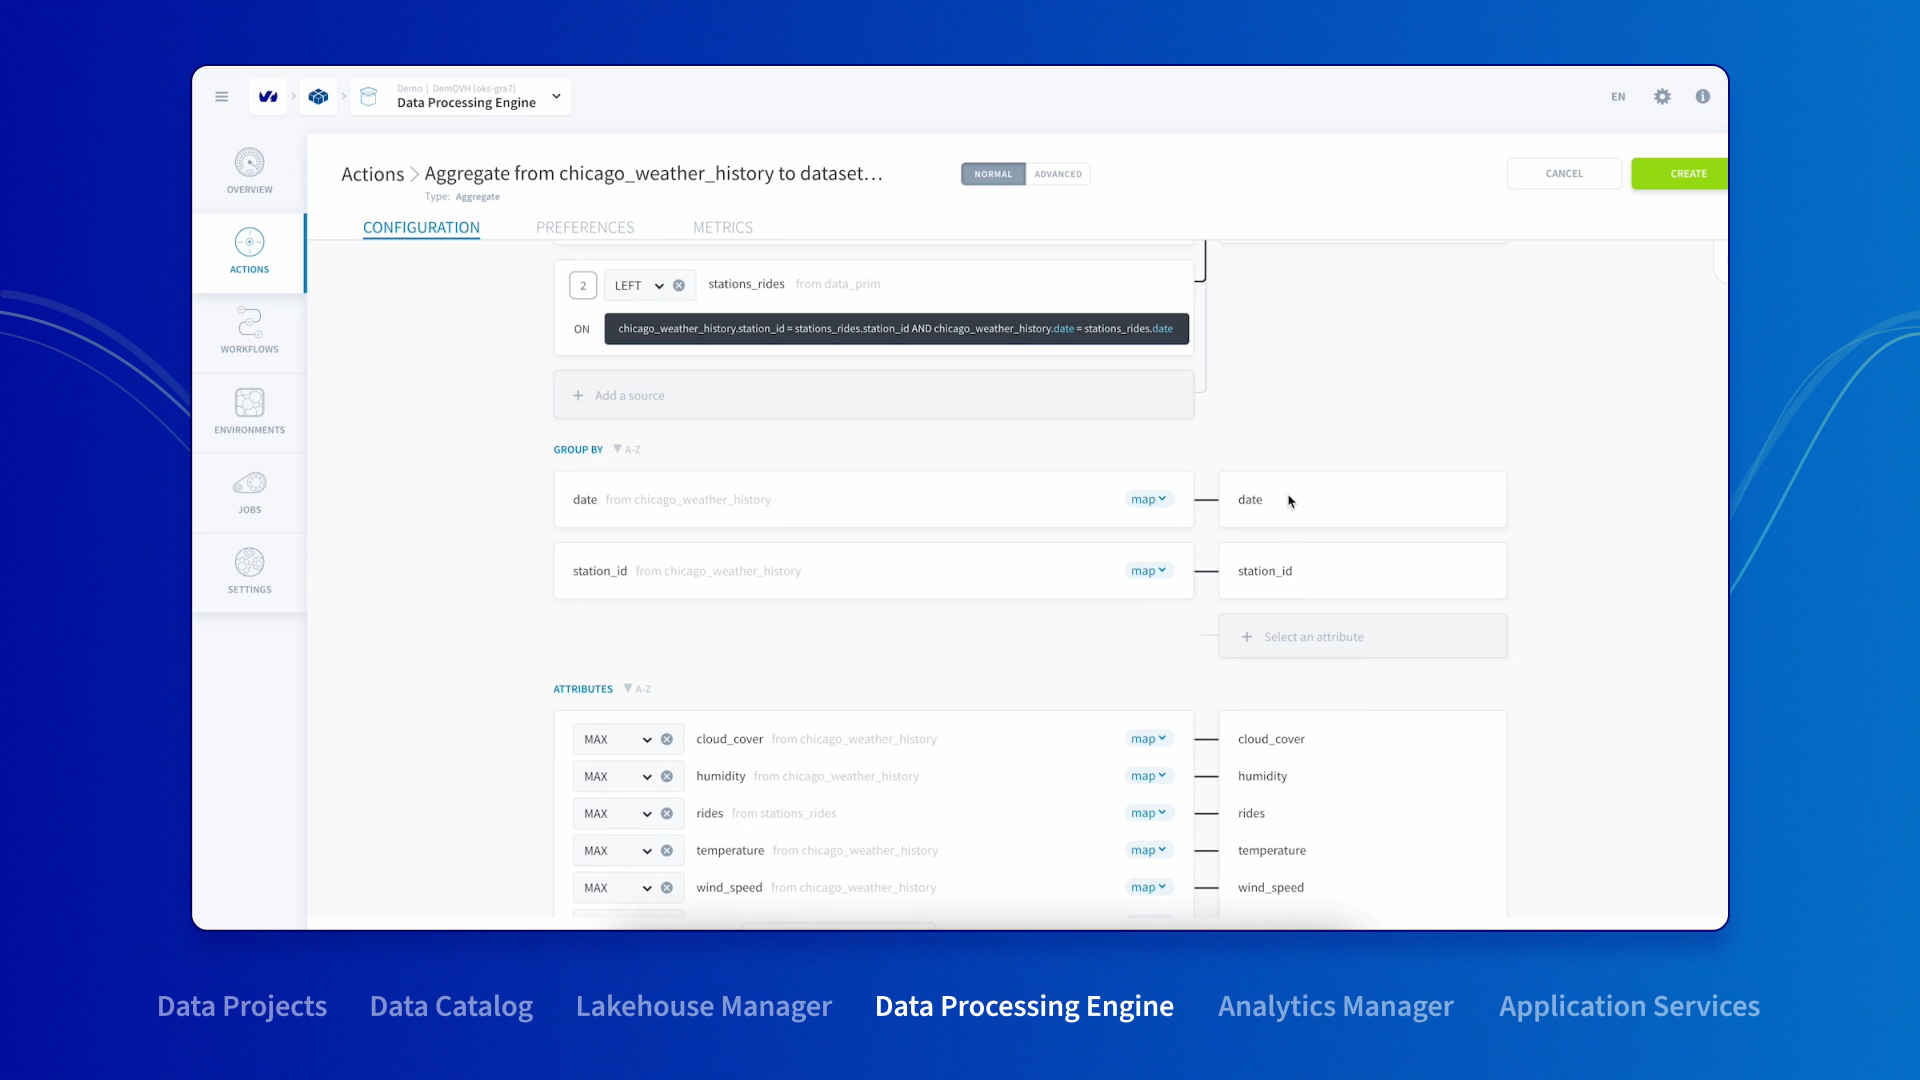 Demo | DemOVH (oks-gra7)
Data Processing Engine
EN
OVERVIEW
ACTIONS
WORKFLOWS
ENVIRONMENTS
JOBS
SETTINGS
Actions > Aggregate from chicago_weather_history to dataset...
Type: Aggregate
NORMAL ADVANCED
CANCEL
CREATE
CONFIGURATION PREFERENCES METRICS
2 LEFT stations_rides from data_prim
ON chicago_weather_history.station_id = stations_rides.station_id AND chicago_weather_history.date = stations_rides.date
+ Add a source
GROUP BY A-Z
date from chicago_weather_history map date
station_id from chicago_weather_history map station_id
+ Select an attribute
ATTRIBUTES A-Z
MAX cloud_cover from chicago_weather_history map cloud_cover
MAX humidity from chicago_weather_history map humidity
MAX rides from stations_rides map rides
MAX temperature from chicago_weather_history map temperature
MAX wind_speed from chicago_weather_history map wind_speed
Data Projects Data Catalog Lakehouse Manager Data Processing Engine Analytics Manager Application Services